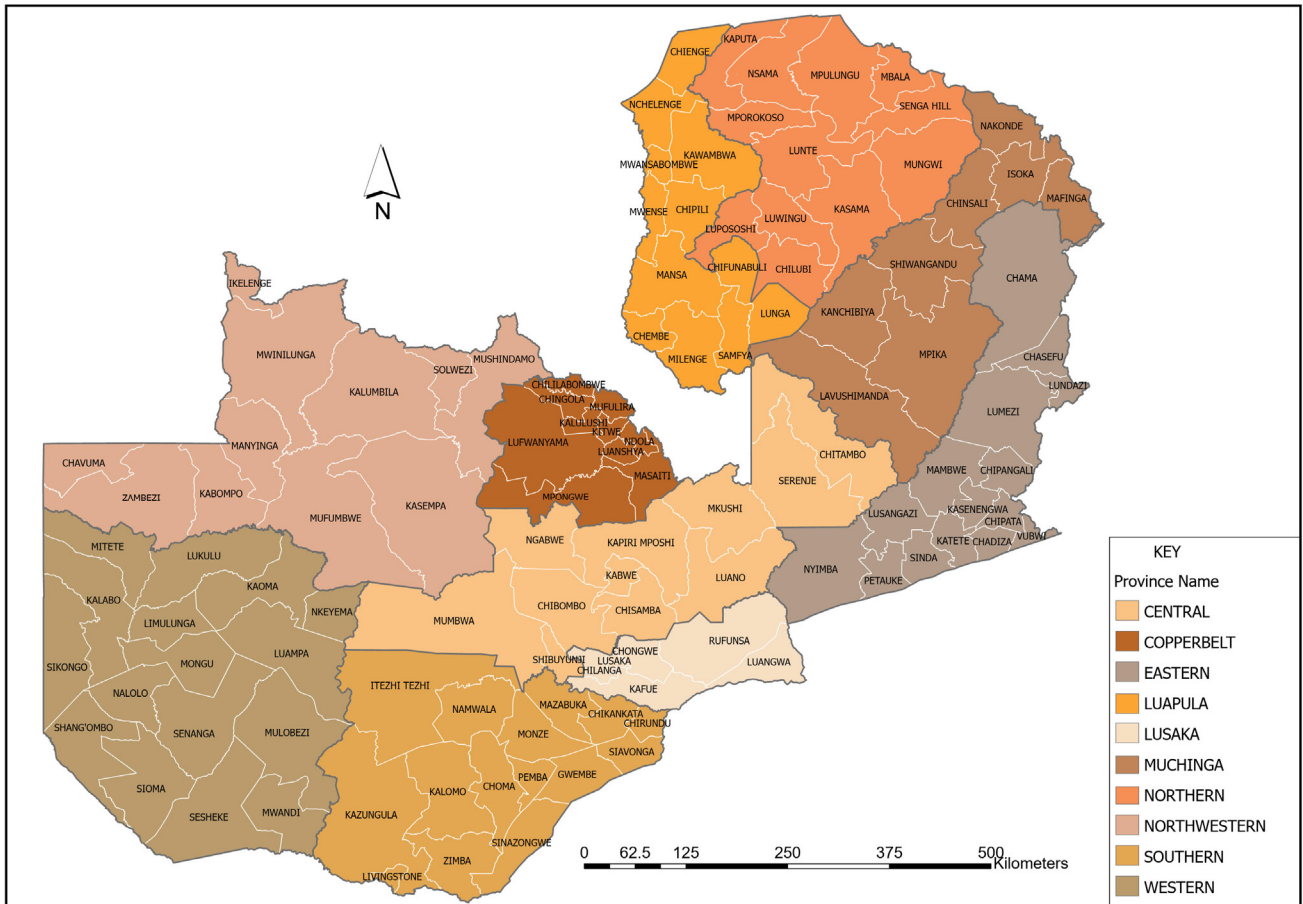 CHIENGE
KAPUTA
NSAMA
MPULUNGU
MBALA
SENGA HILL
NCHELENGE
MPOROKOSO
NAKONDE
LUNTE
MUNGWI
KAWAMBWA
MWANSABOMBWE
ISOKA
MAFINGA
CHINSALI
MWENSE
CHIPILI
LUWINGU
KASAMA
LUPOSOSHI
N
SHIWANGANDU
CHIFUNABULI
CHILUBI
MANSA
CHAMA
IKELENGE
KANCHIBIYA
LUNGA
CHEMBE
MWINILUNGA
MPIKA
SAMFYA
MILENGE
CHASEFU
MUSHINDAMO
SOLWEZI
KALUMBILA
LUNDAZI
CHILILABOMBWE
CHINGOLA
MUFULIRA
LAVUSHIMANDA
LUMEZI
KALULUSHI
KITWE
NDOLA
LUFWANYAMA
LUANSHYA
MANYINGA
CHITAMBO
CHAVUMA
MAMBWE
CHIPANGALI
MASAITI
SERENJE
ZAMBEZI
KABOMPO
MPONGWE
KASEMPA
MKUSHI
LUSANGAZI
KASENENGWA
CHIPATA
MUFUMBWE
VUBWI
NGABWE
KAPIRI MPOSHI
KATETE
CHADIZA
MITETE
LUKULU
SINDA
KABWE
LUANO
NYIMBA
PETAUKE
KAOMA
KALABO
NKEYEMA
CHIBOMBO
CHISAMBA
LIMULUNGA
MUMBWA
RUFUNSA
LUAMPA
CHONGWE
SHIBUYUNJI
LUSAKA
LUANGWA
MONGU
SIKONGO
CHILANGA
ITEZHI TEZHI
KAFUE
NALOLO
NAMWALA
MAZABUKA
CHIKANKATA
CHIRUNDU
SHANG'OMBO
SENANGA
MULOBEZI
MONZE
SIAVONGA
PEMBA
GWEMBE
SIOMA
KALOMO
CHOMA
SESHEKE
MWANDI
KAZUNGULA
SINAZONGWE
ZIMBA
LIVINGSTONE
0 62.5 125 250 375 500
Kilometers
KEY
Province Name
CENTRAL
COPPERBELT
EASTERN
LUAPULA
LUSAKA
MUCHINGA
NORTHERN
NORTHWESTERN
SOUTHERN
WESTERN